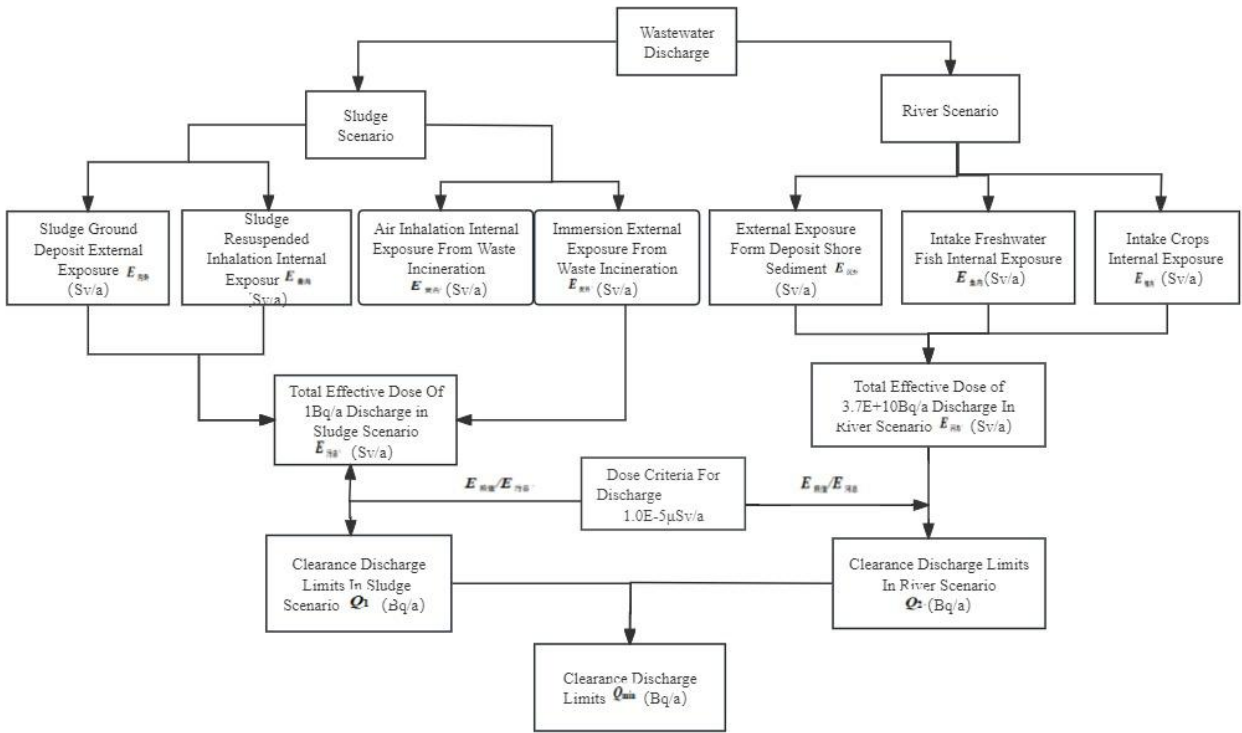 Wastewater
Discharge
Sludge
Scenario
River Scenario
Sludge Ground
Deposit External
Exposure E
(Sv/a)
Sludge
Resuspended
Inhalation Internal
Exposur E
(Sv/a)
Air Inhalation Internal
Exposure From Waste
Incineration
E (Sv/a)
Immersion External
Exposure From
Waste Incineration
E (Sv/a)
External Exposure
Form Deposit Shore
Sediment E
(Sv/a)
Intake Freshwater
Fish Internal Exposure
E (Sv/a)
Intake Crops
Internal Exposure
E (Sv/a)
Total Effective Dose Of
1Bq/a Discharge in
Sludge Scenario
E (Sv/a)
Total Effective Dose of
3.7E+10Bq/a Discharge In
River Scenario E (Sv/a)
E /E
Dose Criteria For
Discharge
1.0E-5μSv/a
E /E
Clearance Discharge
Limits In Sludge
Scenario Q1 (Bq/a)
Clearance Discharge Limits
In River Scenario
Q2 (Bq/a)
Clearance Discharge
Limits Qmin (Bq/a)